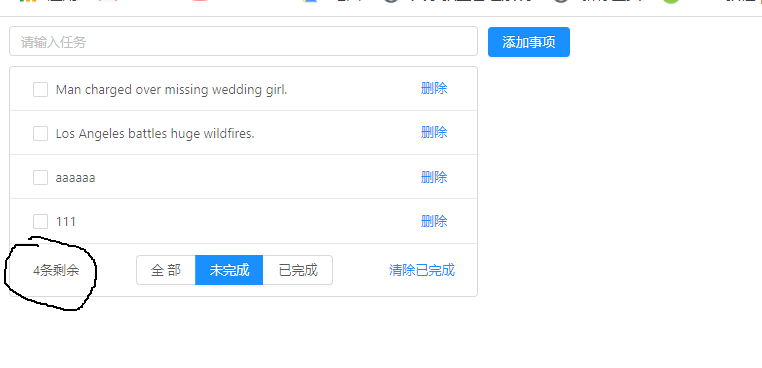 请输入任务 添加事项
Man charged over missing wedding girl. 删除
Los Angeles battles huge wildfires. 删除
aaaaaa 删除
111 删除
4条剩余 全部 未完成 已完成 清除已完成